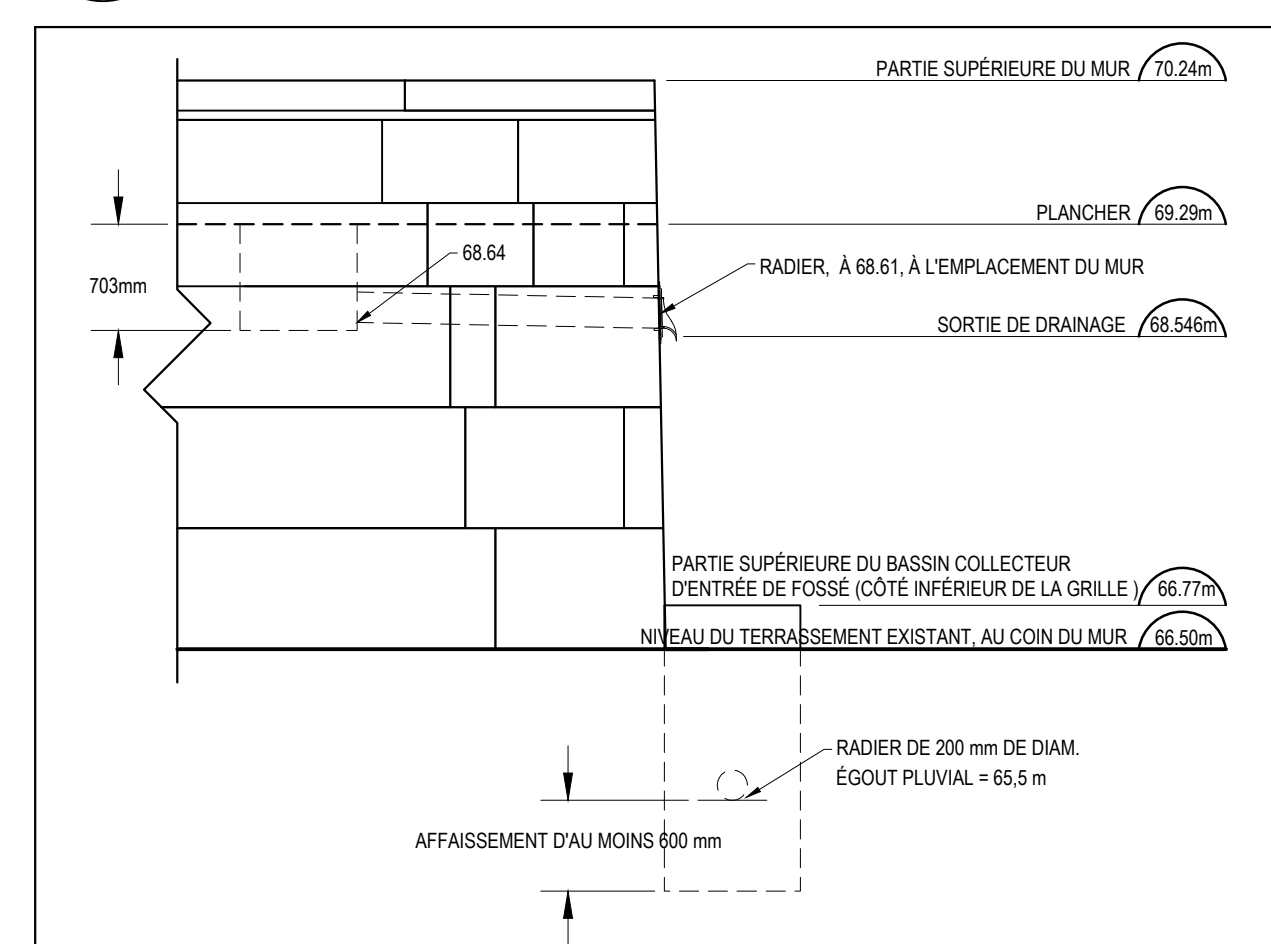 PARTIE SUPÉRIEURE DU MUR 70.24m
PLANCHER 69.29m
68.64
703mm
RADIER, À 68.61, À L'EMPLACEMENT DU MUR
SORTIE DE DRAINAGE 68.546m
PARTIE SUPÉRIEURE DU BASSIN COLLECTEUR
D'ENTRÉE DE FOSSÉ (CÔTÉ INFÉRIEUR DE LA GRILLE ) 66.77m
NIVEAU DU TERRASSEMENT EXISTANT, AU COIN DU MUR 66.50m
RADIER DE 200 mm DE DIAM.
ÉGOUT PLUVIAL = 65,5 m
AFFAISSEMENT D'AU MOINS 600 mm